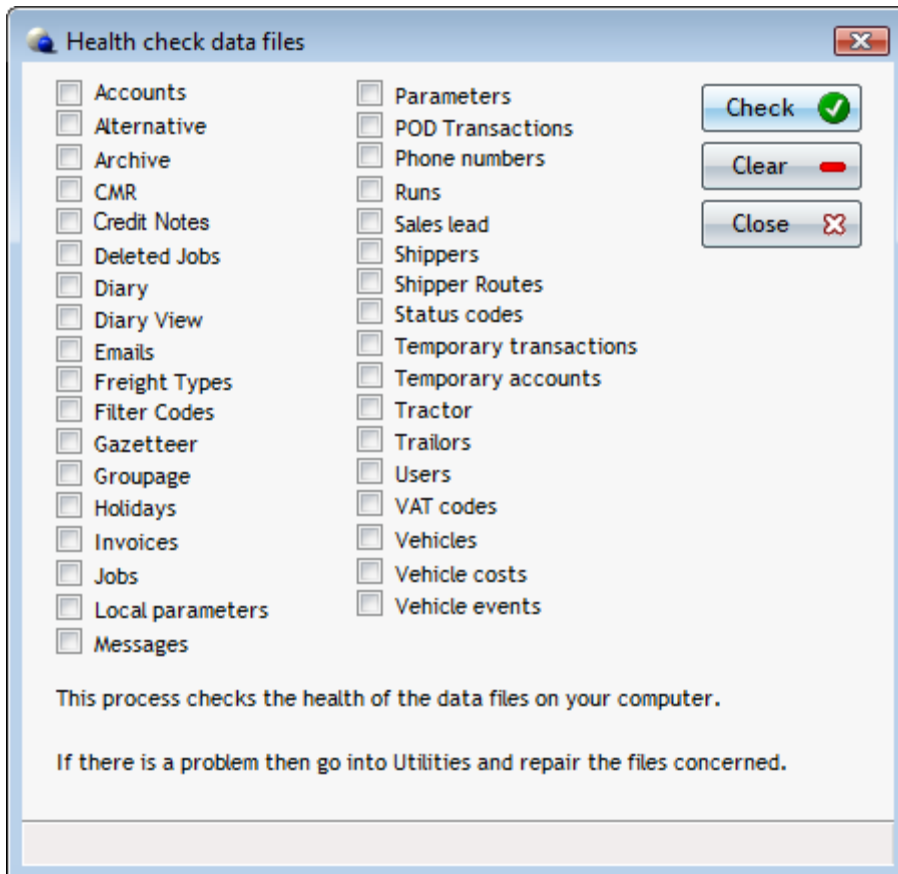 Health check data files
Accounts
Alternative
Archive
CMR
Credit Notes
Deleted Jobs
Diary
Diary View
Emails
Freight Types
Filter Codes
Gazetteer
Groupage
Holidays
Invoices
Jobs
Local parameters
Messages
Parameters
POD Transactions
Phone numbers
Runs
Sales lead
Shippers
Shipper Routes
Status codes
Temporary transactions
Temporary accounts
Tractor
Trailors
Users
VAT codes
Vehicles
Vehicle costs
Vehicle events
Check
Clear
Close
This process checks the health of the data files on your computer.
If there is a problem then go into Utilities and repair the files concerned.